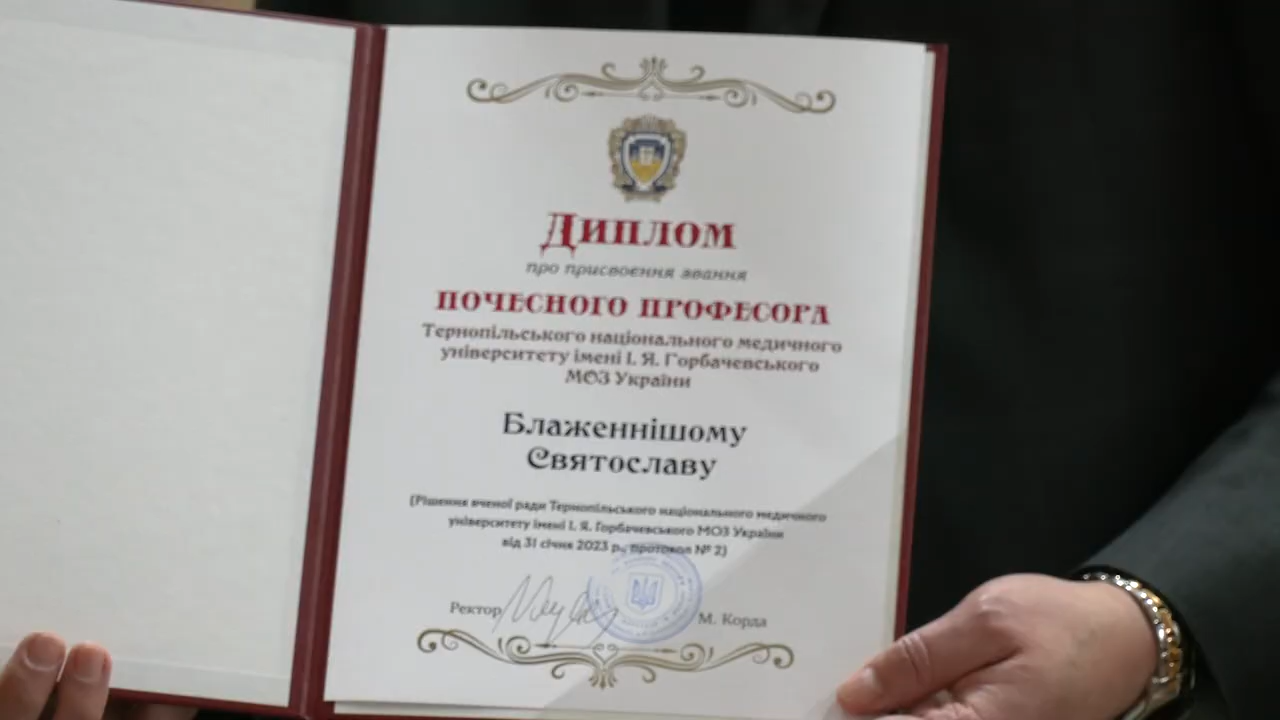 Диплом
про присвоєння звання
ПОЧЕСНОГО ПРОФЕСОРА
Тернопільського національного медичного
університету імені І. Я. Горбачевського
МОЗ України
Блаженнішому
Святославу
(Рішення вченої ради Тернопільського національного медичного
університету імені І. Я. Горбачевського МОЗ України
від 31 січня 2023 р., протокол № 2)
Ректор М. Корда